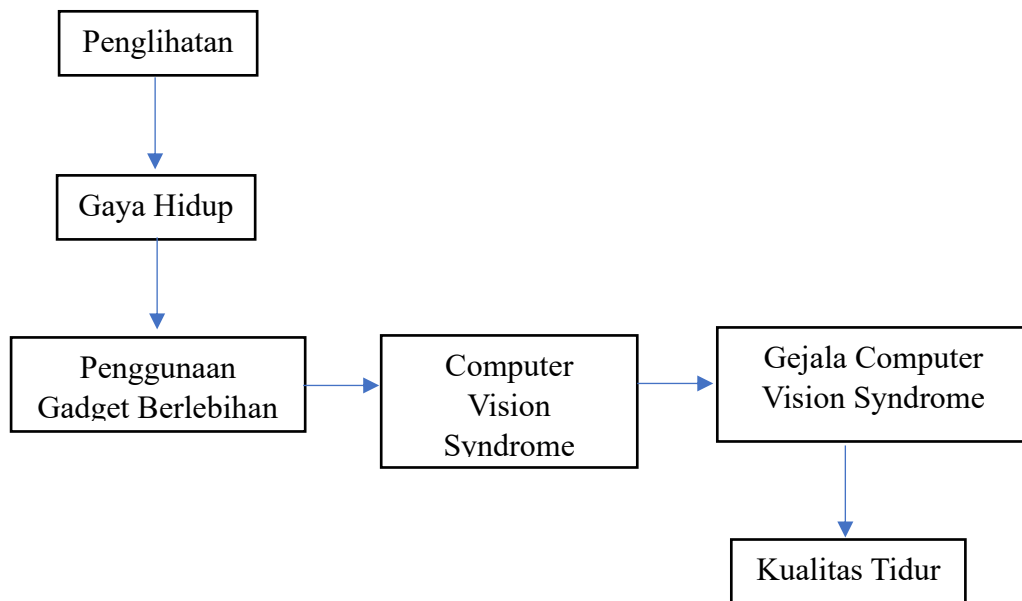 Penglihatan
Gaya Hidup
Penggunaan
Gadget Berlebihan
Computer
Vision
Syndrome
Gejala Computer
Vision Syndrome
Kualitas Tidur